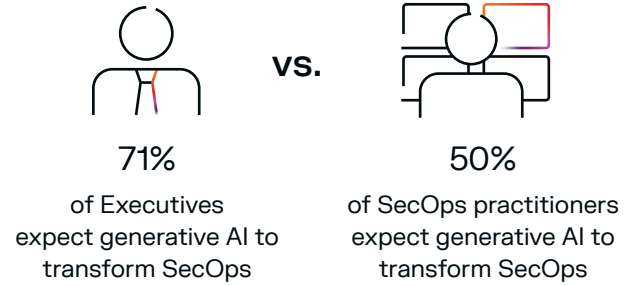 vs.
71%
of Executives
expect generative AI to
transform SecOps
50%
of SecOps practitioners
expect generative AI to
transform SecOps